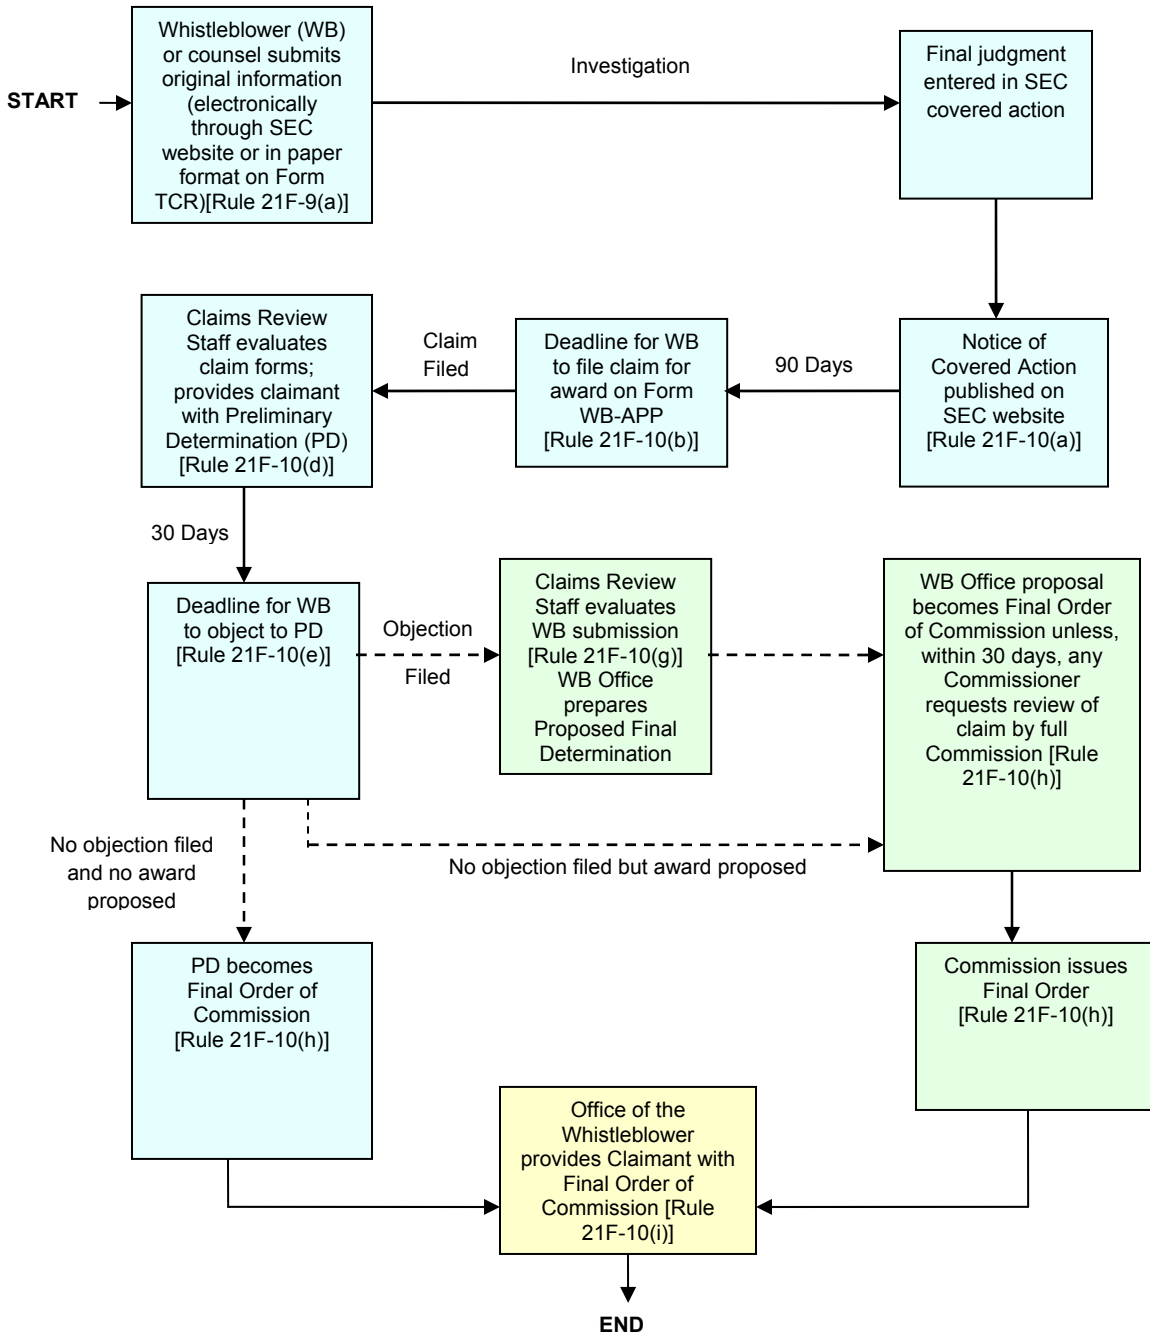 START
Whistleblower (WB)
or counsel submits
original information
(electronically
through SEC
website or in paper
format on Form
TCR)[Rule 21F-9(a)]
Investigation
Final judgment
entered in SEC
covered action
Notice of
Covered Action
published on
SEC website
[Rule 21F-10(a)]
90 Days
Deadline for WB
to file claim for
award on Form
WB-APP
[Rule 21F-10(b)]
Claim
Filed
Claims Review
Staff evaluates
claim forms;
provides claimant
with Preliminary
Determination (PD)
[Rule 21F-10(d)]
30 Days
Deadline for WB
to object to PD
[Rule 21F-10(e)]
Objection
Filed
Claims Review
Staff evaluates
WB submission
[Rule 21F-10(g)]
WB Office
prepares
Proposed Final
Determination
WB Office proposal
becomes Final Order
of Commission unless,
within 30 days, any
Commissioner
requests review of
claim by full
Commission [Rule
21F-10(h)]
No objection filed
and no award
proposed
No objection filed but award proposed
PD becomes
Final Order of
Commission
[Rule 21F-10(h)]
Commission issues
Final Order
[Rule 21F-10(h)]
Office of the
Whistleblower
provides Claimant with
Final Order of
Commission [Rule
21F-10(i)]
END